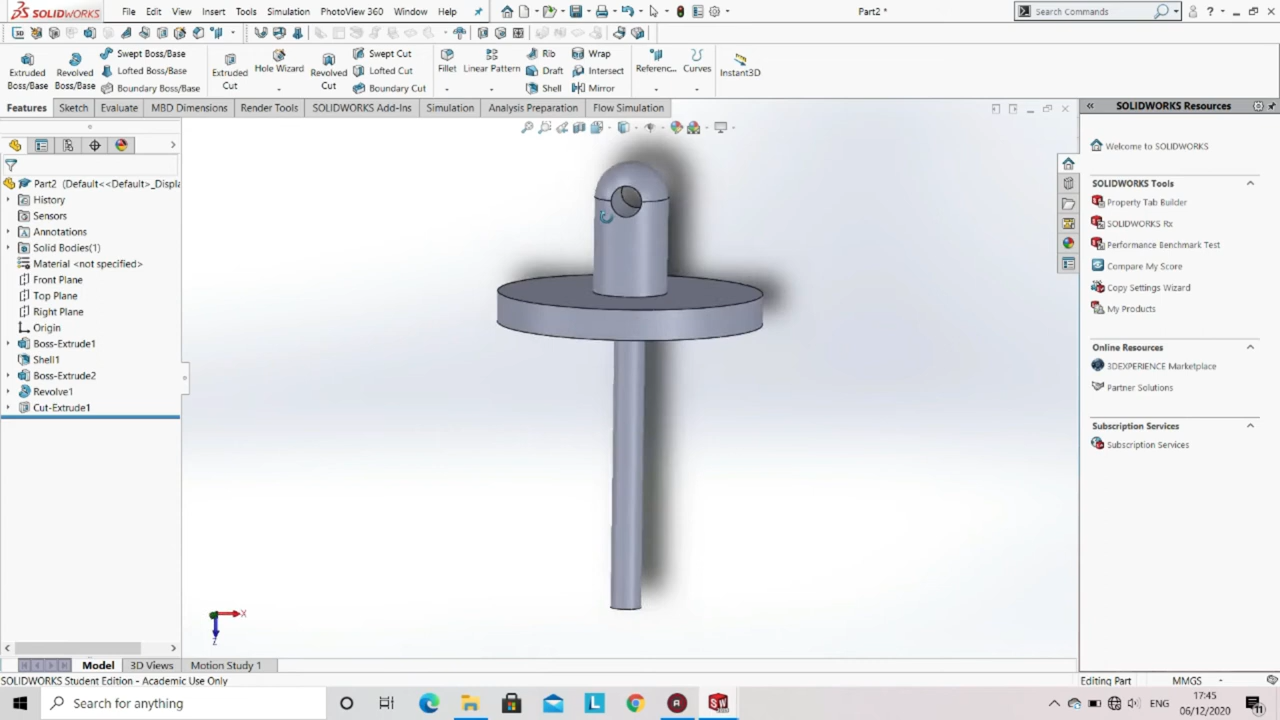 SOLIDWORKS File Edit View Insert Tools Simulation PhotoView 360 Window Help Part2 * Search Commands
Extruded Boss/Base
Revolved Boss/Base
Swept Boss/Base
Lofted Boss/Base
Boundary Boss/Base
Extruded Cut
Hole Wizard
Revolved Cut
Swept Cut
Lofted Cut
Boundary Cut
Fillet
Linear Pattern
Rib
Draft
Shell
Wrap
Intersect
Mirror
Referenc...
Curves
Instant3D
Features Sketch Evaluate MBD Dimensions Render Tools SOLIDWORKS Add-Ins Simulation Analysis Preparation Flow Simulation
Part2 (Default<<Default>_Displa
History
Sensors
Annotations
Solid Bodies(1)
Material <not specified>
Front Plane
Top Plane
Right Plane
Origin
Boss-Extrude1
Shell1
Boss-Extrude2
Revolve1
Cut-Extrude1
X
Z
SOLIDWORKS Resources
Welcome to SOLIDWORKS
SOLIDWORKS Tools
Property Tab Builder
SOLIDWORKS Rx
Performance Benchmark Test
Compare My Score
Copy Settings Wizard
My Products
Online Resources
3DEXPERIENCE Marketplace
Partner Solutions
Subscription Services
Subscription Services
Model 3D Views Motion Study 1
SOLIDWORKS Student Edition - Academic Use Only Editing Part MMGS
Search for anything
ENG
17:45
06/12/2020
11